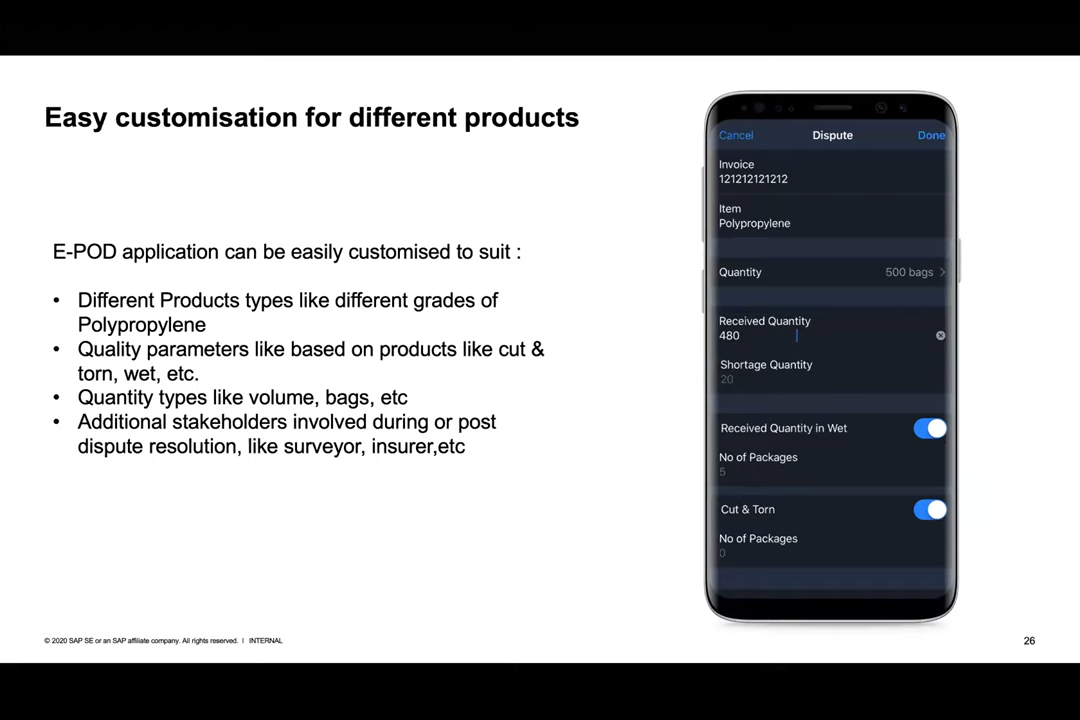 Easy customisation for different products
E-POD application can be easily customised to suit :
• Different Products types like different grades of
Polypropylene
• Quality parameters like based on products like cut &
torn, wet, etc.
• Quantity types like volume, bags, etc
• Additional stakeholders involved during or post
dispute resolution, like surveyor, insurer,etc
Cancel Dispute Done
Invoice
121212121212
Item
Polypropylene
Quantity 500 bags
Received Quantity
480
Shortage Quantity
20
Received Quantity in Wet
No of Packages
5
Cut & Torn
No of Packages
0
© 2020 SAP SE or an SAP affiliate company. All rights reserved. I INTERNAL
26